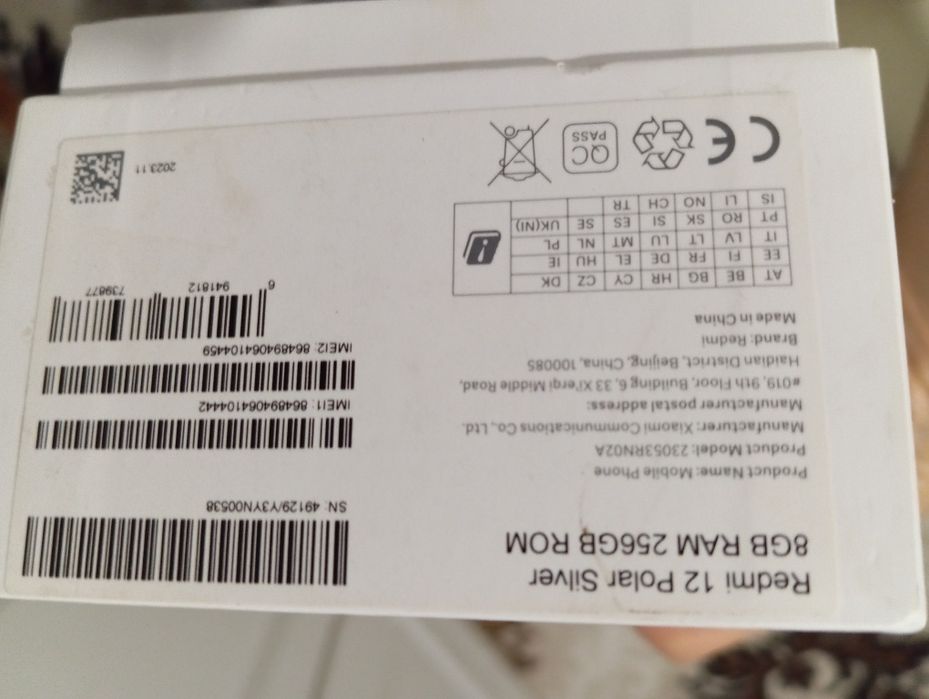 Redmi 12 Polar Silver
8GB RAM 256GB ROM
Product Name: Mobile Phone
Product Model: 23053RN02A
Manufacturer: Xiaomi Communications Co., Ltd.
Manufacturer postal address:
#019, 9th Floor, Building 6, 33 Xi'erqi Middle Road,
Haidian District, Beijing, China, 100085
Brand: Redmi
Made in China
AT BE BG HR CY CZ DK
EE FI FR DE EL HU IE
IT LV LT LU MT NL PL
PT RO SK SI ES SE UK(NI)
IS LI NO CH TR
CE
QC
PASS
SN: 49129/Y3YN00538
IMEI1: 864894064104442
IMEI2: 864894064104459
6 941812 739877
2023.11